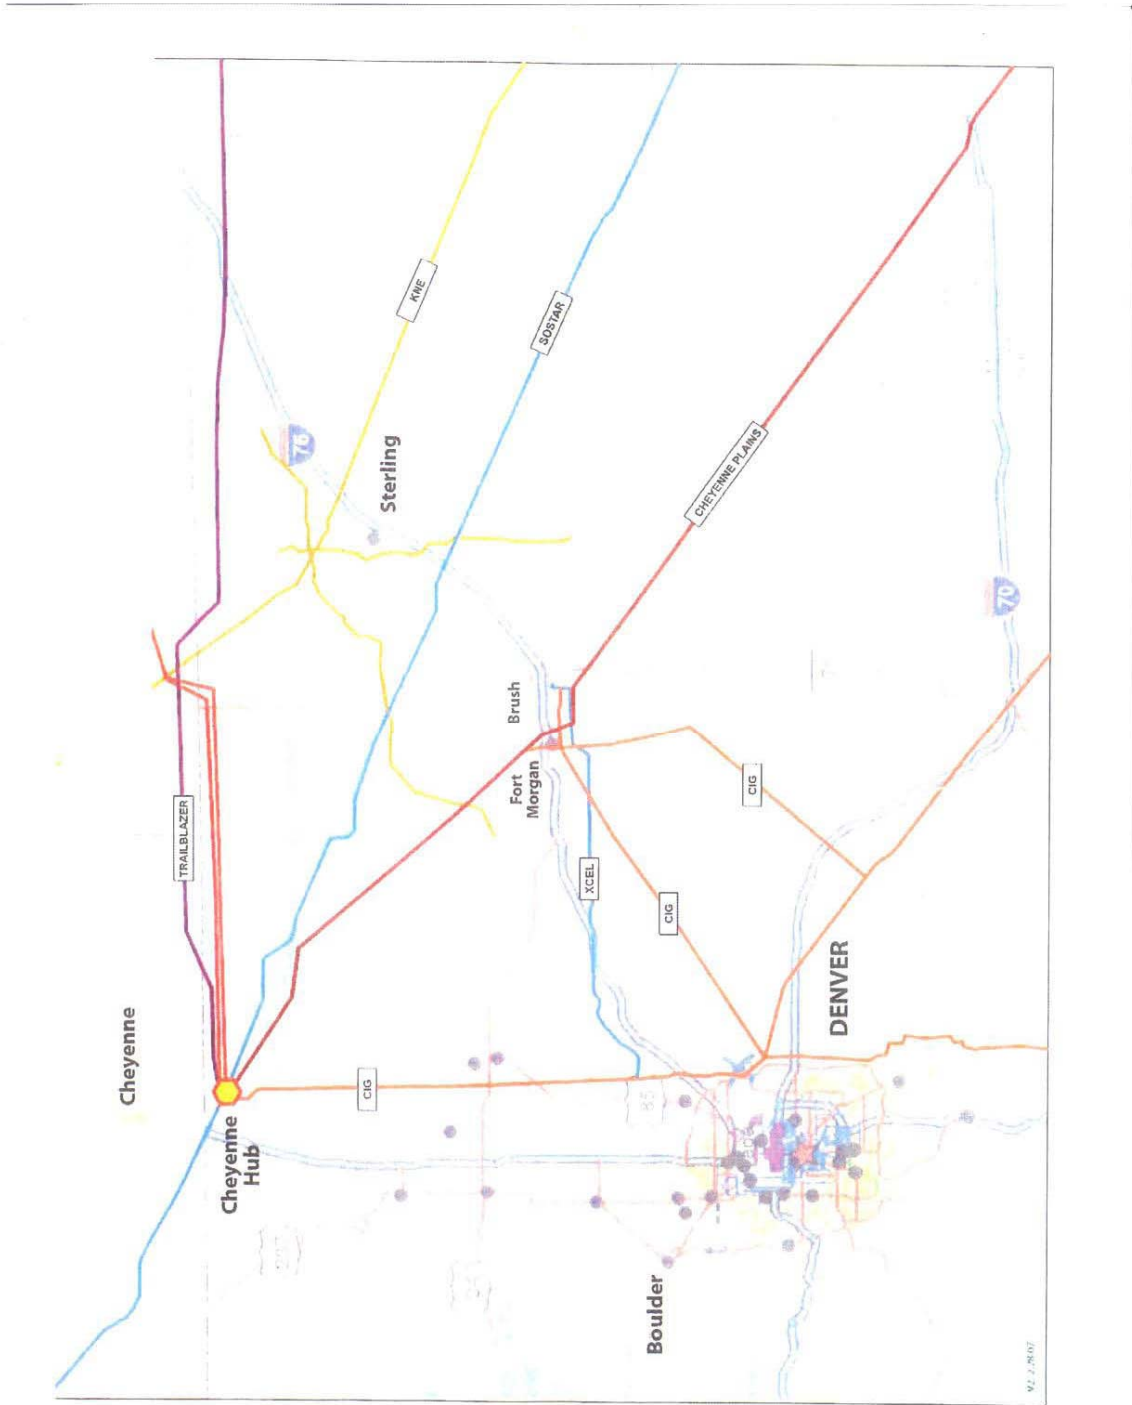 Cheyenne
Cheyenne
Hub
TRAILBLAZER
KNE
SOSTAR
76
Sterling
CHEYENNE PLAINS
Brush
Fort
Morgan
XCEL
CIG
CIG
CIG
70
85
DENVER
Boulder